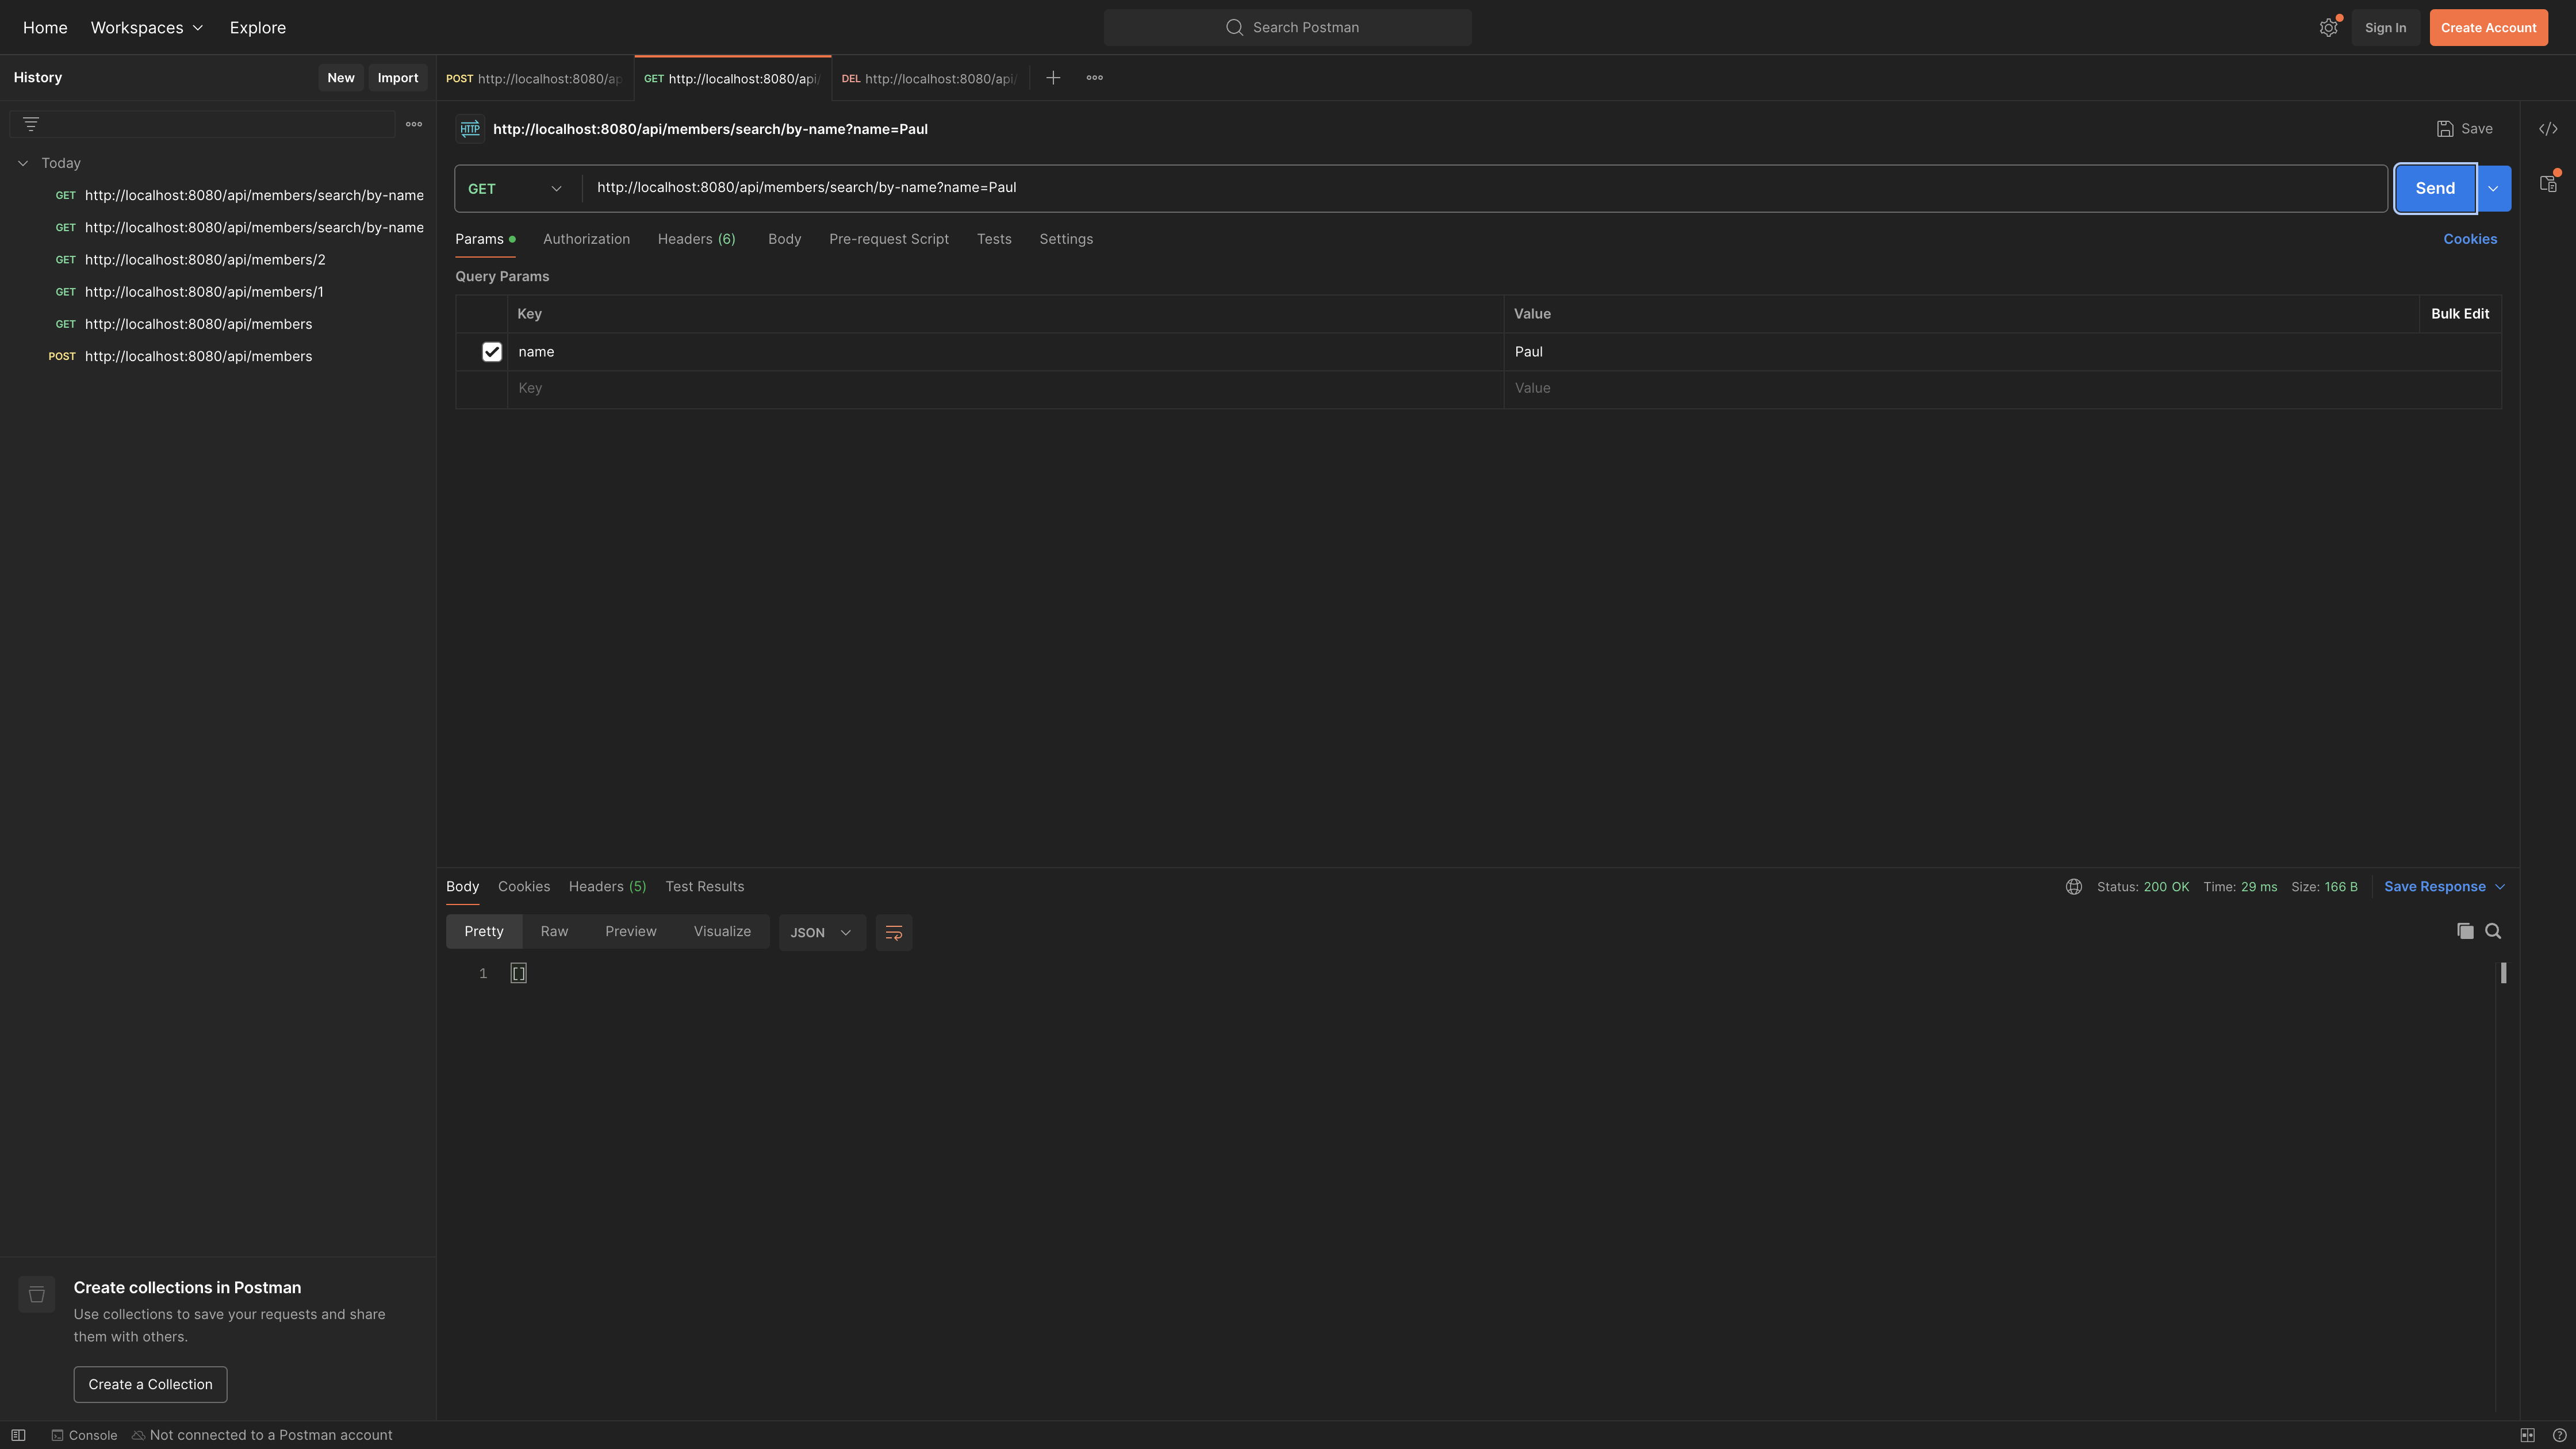 Home
Workspaces
Explore
Search Postman
Sign In
Create Account
History
New
Import
POST http://localhost:8080/ap
GET http://localhost:8080/api/
DEL http://localhost:8080/api/
Today
GET http://localhost:8080/api/members/search/by-name
GET http://localhost:8080/api/members/search/by-name
GET http://localhost:8080/api/members/2
GET http://localhost:8080/api/members/1
GET http://localhost:8080/api/members
POST http://localhost:8080/api/members
HTTP http://localhost:8080/api/members/search/by-name?name=Paul
Save
GET
http://localhost:8080/api/members/search/by-name?name=Paul
Send
Params
Authorization
Headers (6)
Body
Pre-request Script
Tests
Settings
Cookies
Query Params
Key
Value
Bulk Edit
name
Paul
Key
Value
Body
Cookies
Headers (5)
Test Results
Status: 200 OK
Time: 29 ms
Size: 166 B
Save Response
Pretty
Raw
Preview
Visualize
JSON
1 []
Create collections in Postman
Use collections to save your requests and share
them with others.
Create a Collection
Console
Not connected to a Postman account